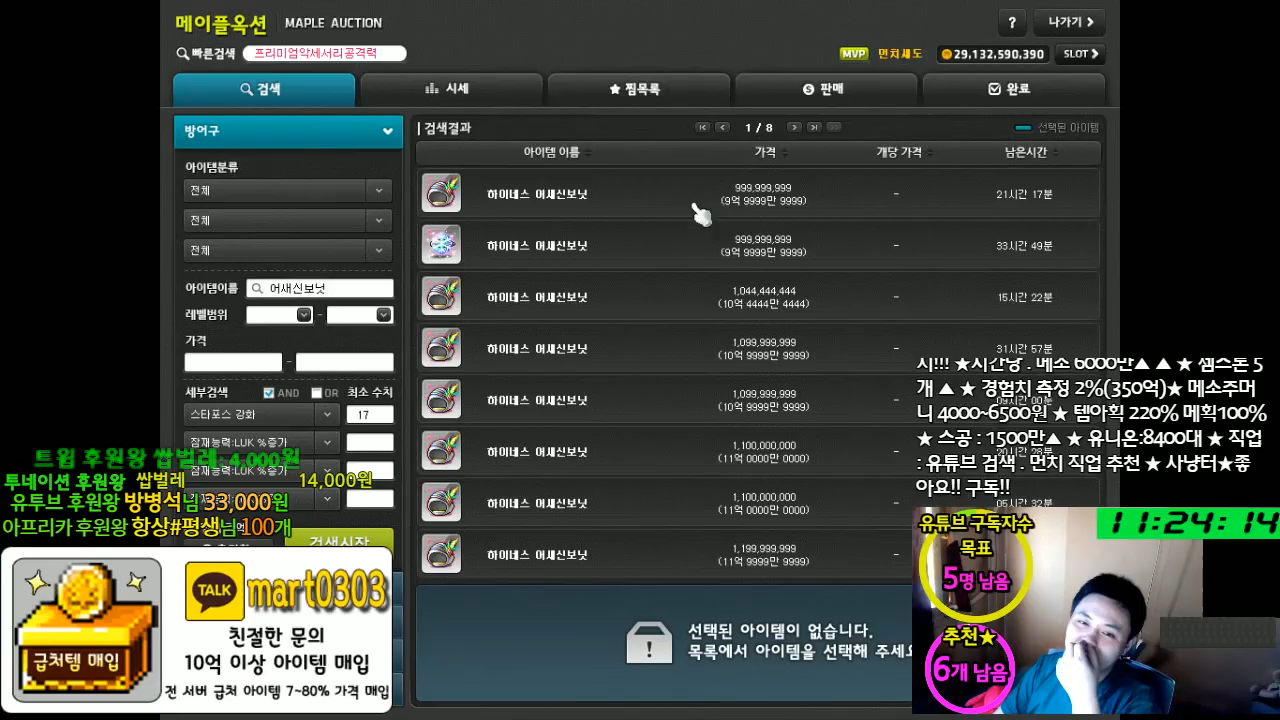 메이플옥션 MAPLE AUCTION
? 나가기
빠른검색 프리미엄악세서리공격력
MVP 먼치세도 29,132,590,390 SLOT
검색 시세 찜목록 판매 완료
방어구
검색결과 1 / 8 선택된 아이템
아이템 이름 가격 개당 가격 남은시간
아이템분류
전체
전체
전체
아이템이름 어새신보닛
레벨범위 -
가격
-
세부검색 AND OR 최소 수치
스타포스 강화 17
잠재능력:LUK %증가
잠재능력:LUK %증가
검색시작
하이네스 어새신보닛 999,999,999 - 21시간 17분
(9억 9999만 9999)
하이네스 어새신보닛 999,999,999 - 33시간 49분
(9억 9999만 9999)
하이네스 어새신보닛 1,044,444,444 - 15시간 22분
(10억 4444만 4444)
하이네스 어새신보닛 1,099,999,999 - 31시간 57분
(10억 9999만 9999)
하이네스 어새신보닛 1,099,999,999 -
(10억 9999만 9999)
하이네스 어새신보닛 1,100,000,000 -
(11억 0000만 0000)
하이네스 어새신보닛 1,100,000,000 -
(11억 0000만 0000)
하이네스 어새신보닛 1,199,999,999 -
(11억 9999만 9999)
선택된 아이템이 없습니다.
목록에서 아이템을 선택해 주세요
시!!! ★시간당 : 메소 6000만▲ ▲ ★ 젬스톤 5
개 ▲ ★ 경험치 측정 2%(350억)★ 메소주머
니 4000~6500원 ★ 템아획 220% 메획100%
★ 스공 : 1500만▲ ★ 유니온:8400대 ★ 직업
: 유튜브 검색 : 먼치 직업 추천 ★ 사냥터★좋
아요!! 구독!!
트윕 후원왕 쌉벌레: 4,000원
투네이션 후원왕 쌉벌레 14,000원
유투브 후원왕 방병석님 33,000원
아프리카 후원왕 항상#평생님 100개
급처템 매입
TALK mart0303
친절한 문의
10억 이상 아이템 매입
전 서버 급처 아이템 7~80% 가격 매입
유튜브 구독자수
목표
5명 남음
추천★
6개 남음
11:24:14